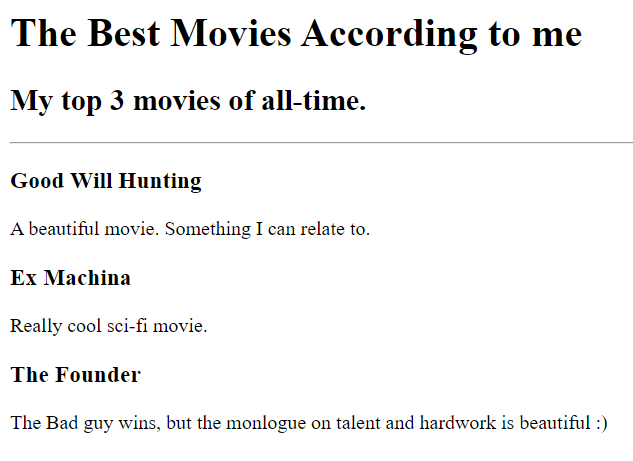 The Best Movies According to me
My top 3 movies of all-time.
Good Will Hunting
A beautiful movie. Something I can relate to.
Ex Machina
Really cool sci-fi movie.
The Founder
The Bad guy wins, but the monlogue on talent and hardwork is beautiful :)